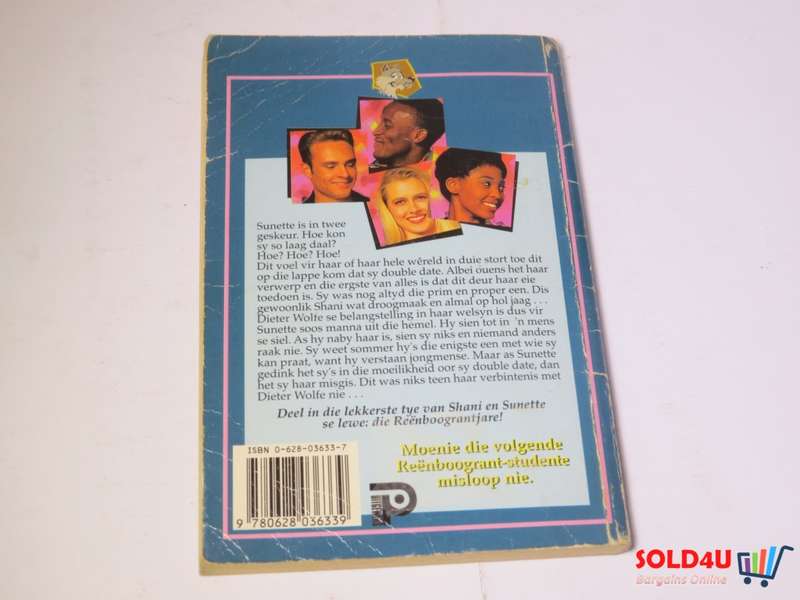 Sunette is in twee
geskeur. Hoe kon
sy so laag daal?
Hoe? Hoe? Hoe!
Dit voel vir haar of haar hele wêreld in duie stort toe dit
op die lappe kom dat sy double date. Albei ouens het haar
verwerp en die ergste van alles is dat dit deur haar eie
toedoen is. Sy was nog altyd die prim en proper een. Dis
gewoonlik Shani wat droogmaak en almal op hol jaag . . .
Dieter Wolfe se belangstelling in haar welsyn is dus vir
Sunette soos manna uit die hemel. Hy sien tot in 'n mens
se siel. As hy naby haar is, sien sy niks en niemand anders
raak nie. Sy weet sommer hy's die enigste een met wie sy
kan praat, want hy verstaan jongmense. Maar as Sunette
gedink het sy's in die moeilikheid oor sy double date, dan
het sy haar misgis. Dit was niks teen haar verbintenis met
Dieter Wolfe nie . . .
Deel in die lekkerste tye van Shani en Sunette
se lewe: die Reënboograntjare!
ISBN 0-628-03633-7
9 780628 036339
Moenie die volgende
Reënboogrant-studente
misloop nie.
SOLD4U
Bargains Online